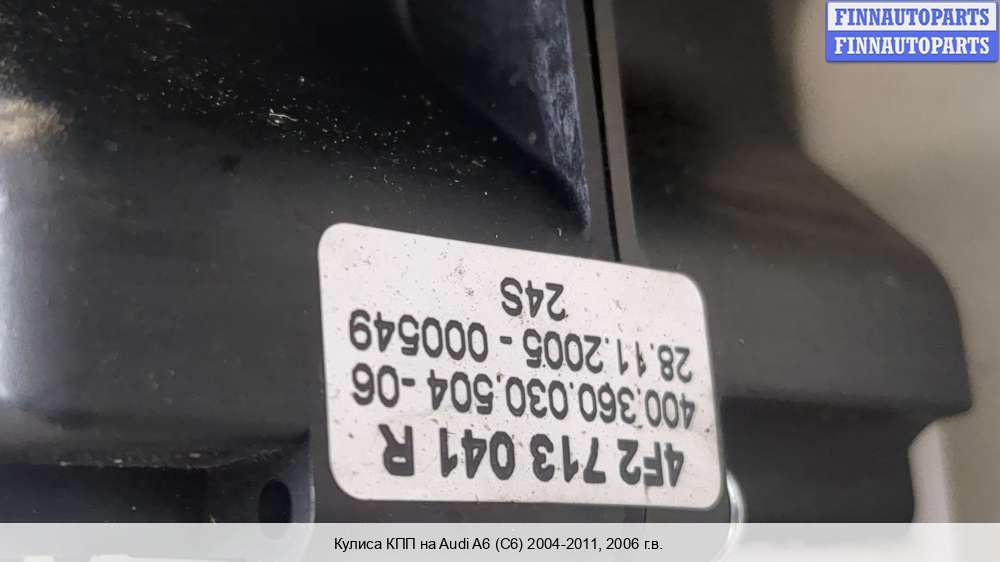 FINNAUTOPARTS
FINNAUTOPARTS
4F2 713 041 R
400.360.030.504 -06
28.11.2005 - 000549
24S
Кулиса КПП на Audi A6 (C6) 2004-2011, 2006 г.в.